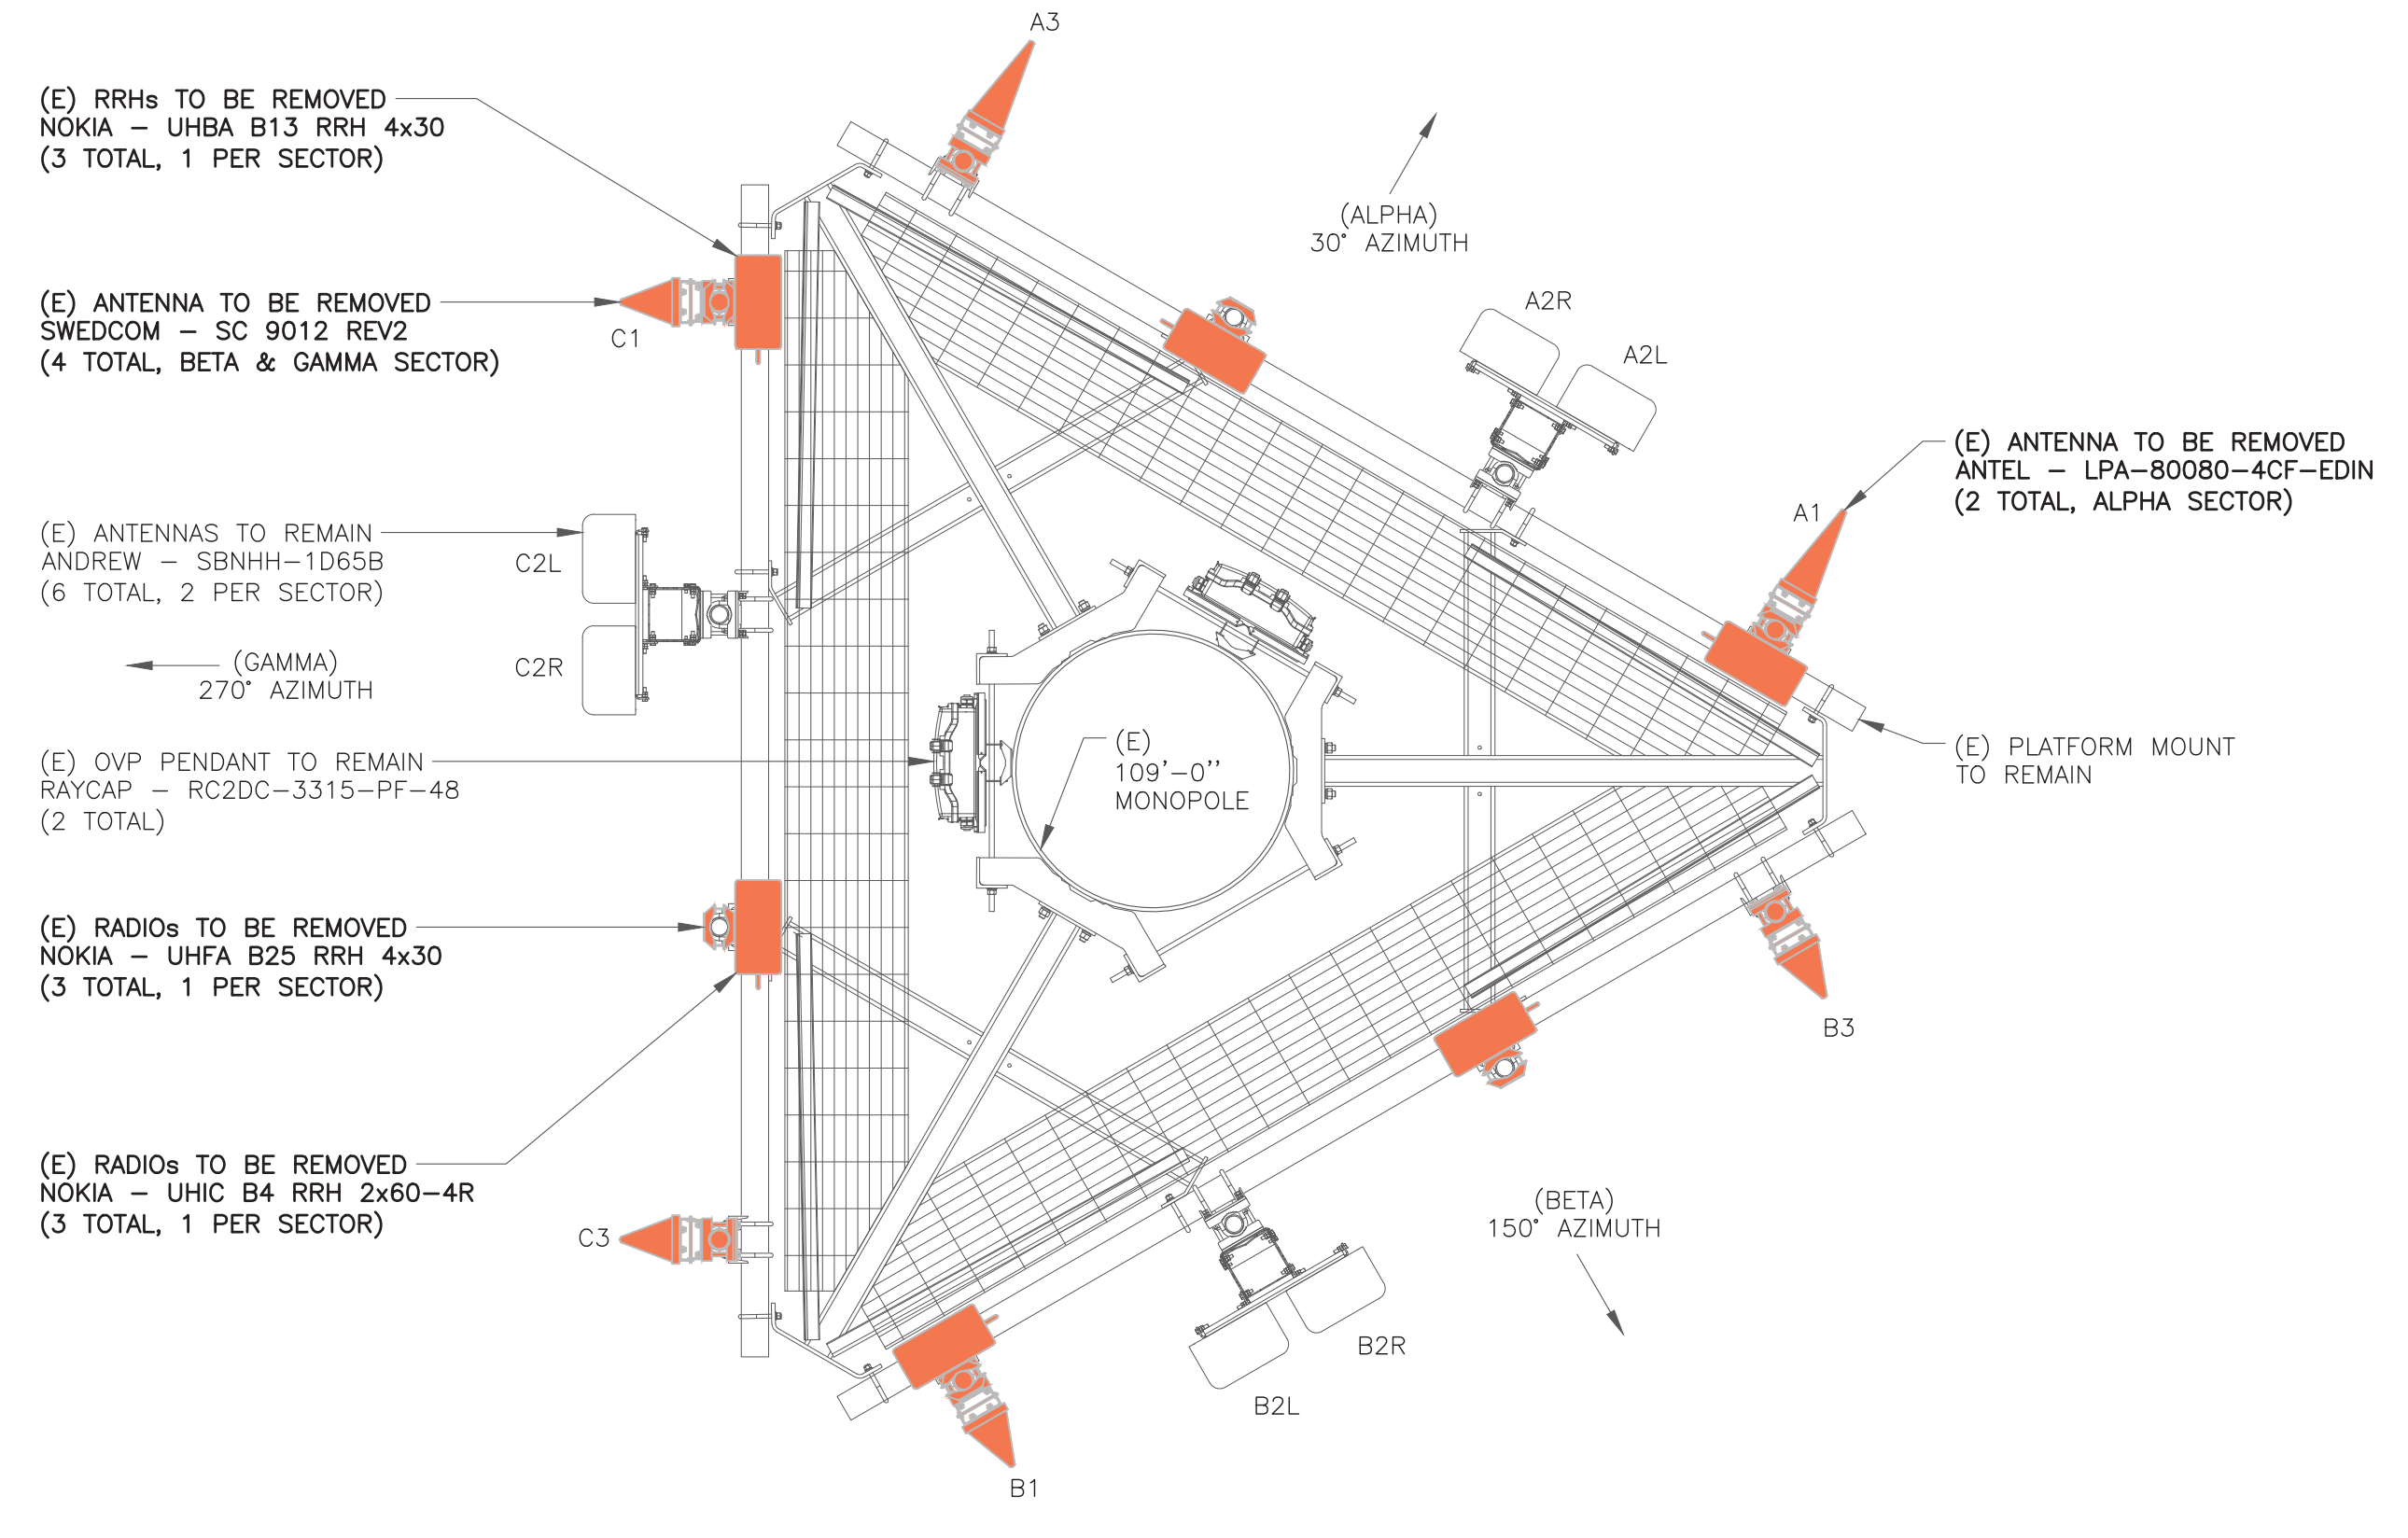 A3
(E) RRHs TO BE REMOVED
NOKIA – UHBA B13 RRH 4x30
(3 TOTAL, 1 PER SECTOR)
(ALPHA)
30° AZIMUTH
(E) ANTENNA TO BE REMOVED
SWEDCOM – SC 9012 REV2
(4 TOTAL, BETA & GAMMA SECTOR)
C1
A2R
A2L
(E) ANTENNA TO BE REMOVED
ANTEL – LPA-80080-4CF-EDIN
(2 TOTAL, ALPHA SECTOR)
A1
(E) ANTENNAS TO REMAIN
ANDREW – SBNHH-1D65B
(6 TOTAL, 2 PER SECTOR)
C2L
C2R
(GAMMA)
270° AZIMUTH
(E) OVP PENDANT TO REMAIN
RAYCAP – RC2DC-3315-PF-48
(2 TOTAL)
(E)
109'-0''
MONOPOLE
(E) PLATFORM MOUNT
TO REMAIN
(E) RADIOs TO BE REMOVED
NOKIA – UHFA B25 RRH 4x30
(3 TOTAL, 1 PER SECTOR)
B3
(E) RADIOs TO BE REMOVED
NOKIA – UHIC B4 RRH 2x60-4R
(3 TOTAL, 1 PER SECTOR)
C3
(BETA)
150° AZIMUTH
B2R
B2L
B1